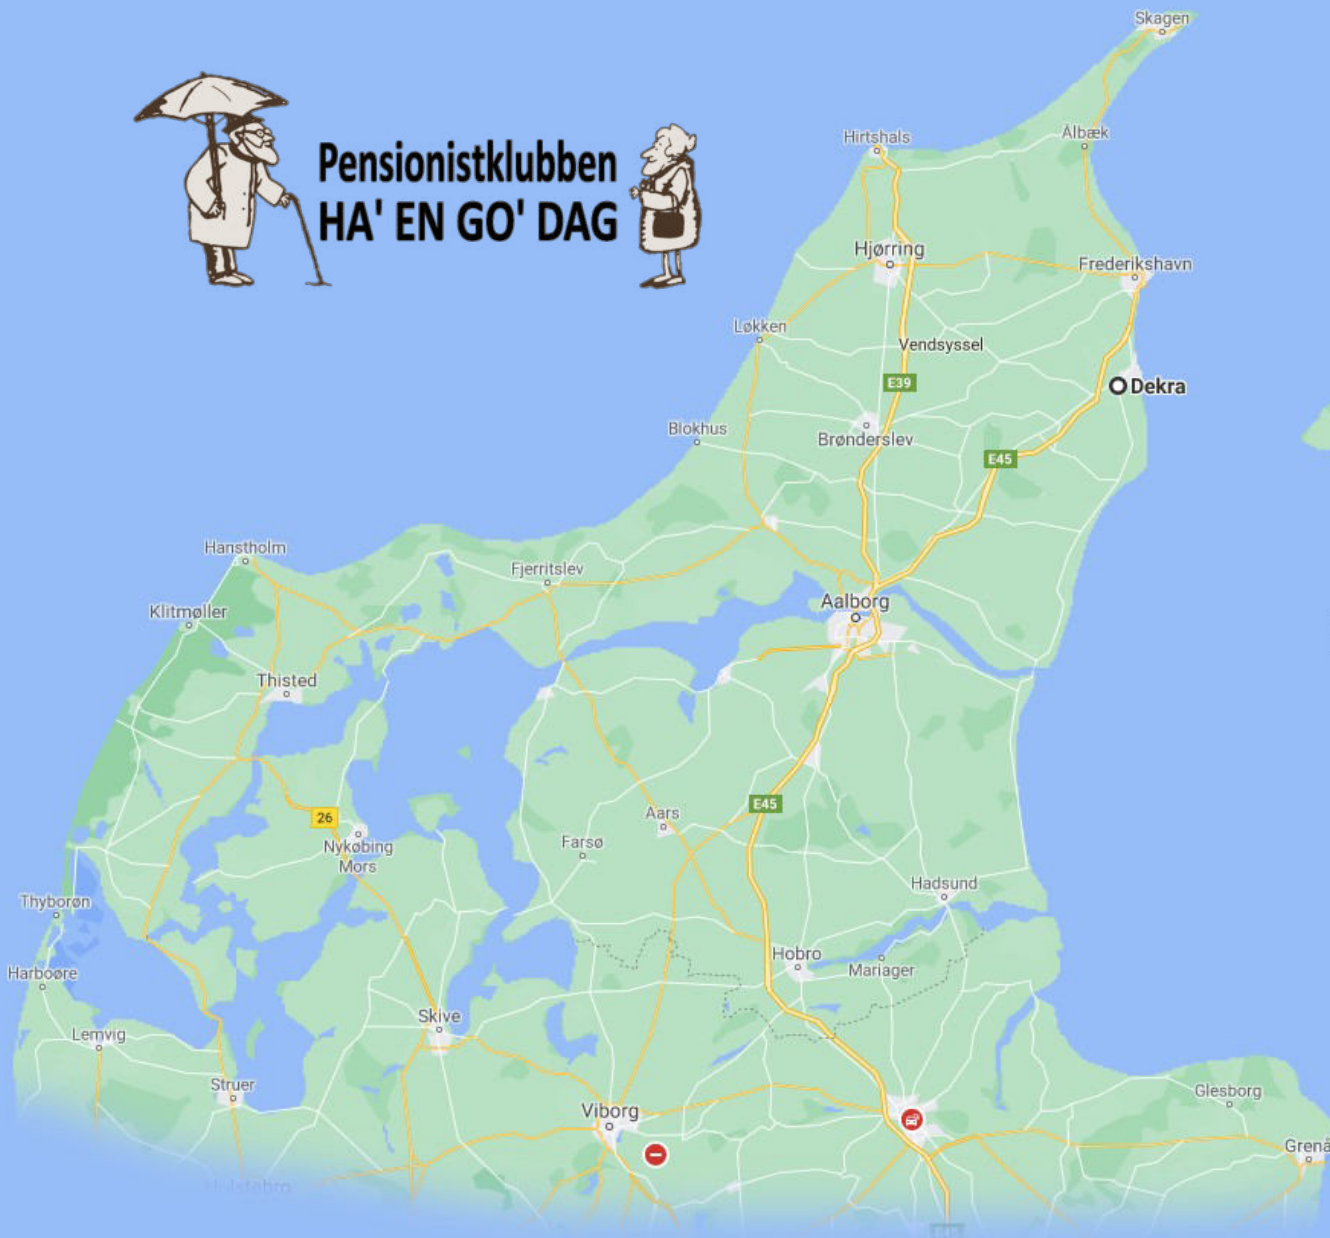 Skagen
Ålbæk
Hirtshals
Pensionistklubben
HA' EN GO' DAG
Hjørring
Frederikshavn
Løkken
Vendsyssel
E39
Dekra
Blokhus
Brønderslev
E45
Hanstholm
Fjerritslev
Klitmøller
Aalborg
Thisted
E45
26
Aars
Nykøbing
Mors
Farsø
Hadsund
Thyborøn
Hobro
Mariager
Harboøre
Skive
Lemvig
Struer
Glesborg
Viborg
Grenå
Holstebro